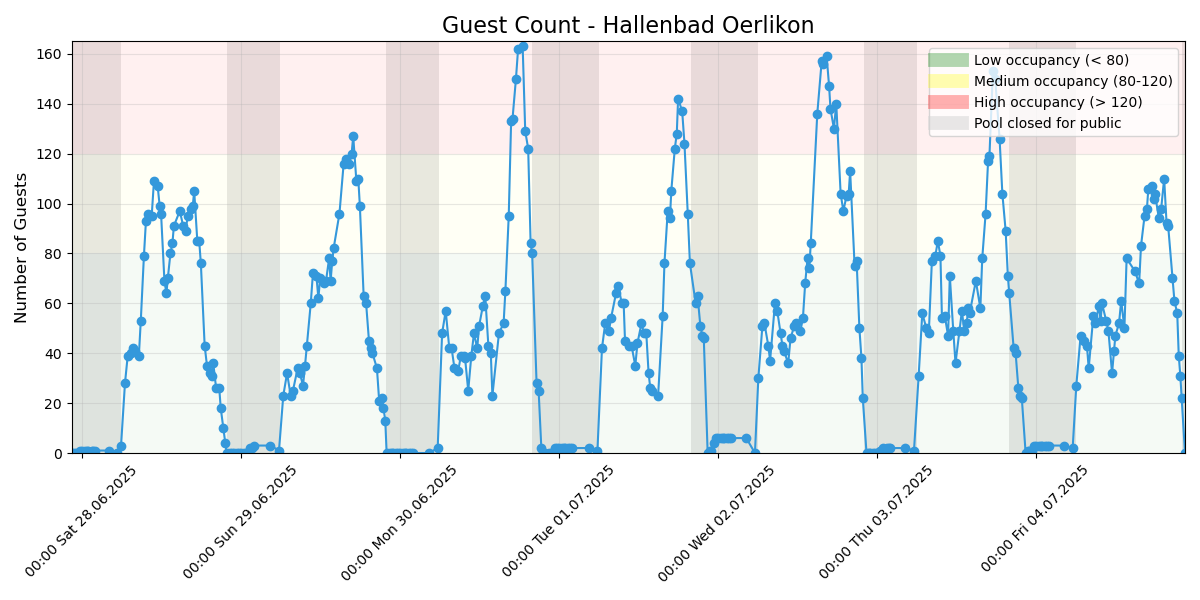 Guest Count - Hallenbad Oerlikon
Number of Guests
160
140
120
100
80
60
40
20
0
Low occupancy (< 80)
Medium occupancy (80-120)
High occupancy (> 120)
Pool closed for public
00:00 Sat 28.06.2025
00:00 Sun 29.06.2025
00:00 Mon 30.06.2025
00:00 Tue 01.07.2025
00:00 Wed 02.07.2025
00:00 Thu 03.07.2025
00:00 Fri 04.07.2025